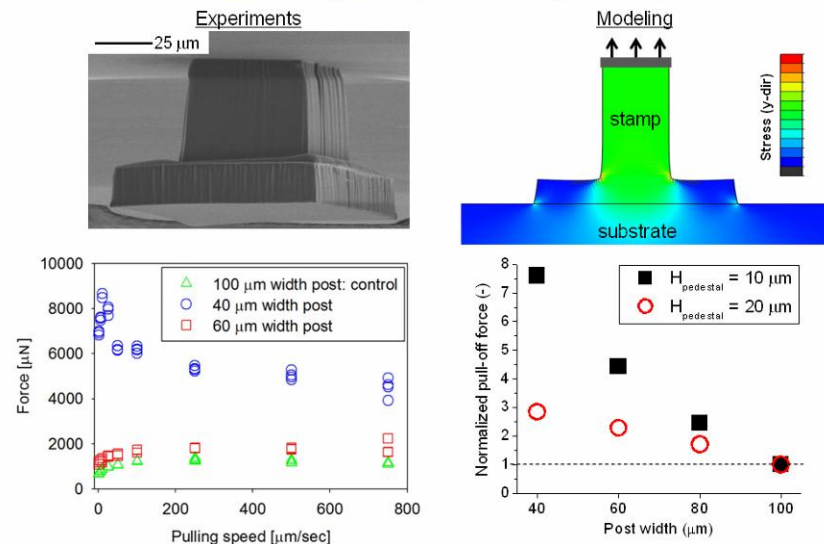 Experiments
25 μm
Modeling
stamp
substrate
Stress (y-dir)
10000
8000
6000
4000
2000
0
0
200
400
600
800
Force [μN]
Pulling speed [μm/sec]
100 μm width post: control
40 μm width post
60 μm width post
8
7
6
5
4
3
2
1
0
40
60
80
100
Normalized pull-off force (-)
Post width (μm)
H pedestal = 10 μm
H pedestal = 20 μm